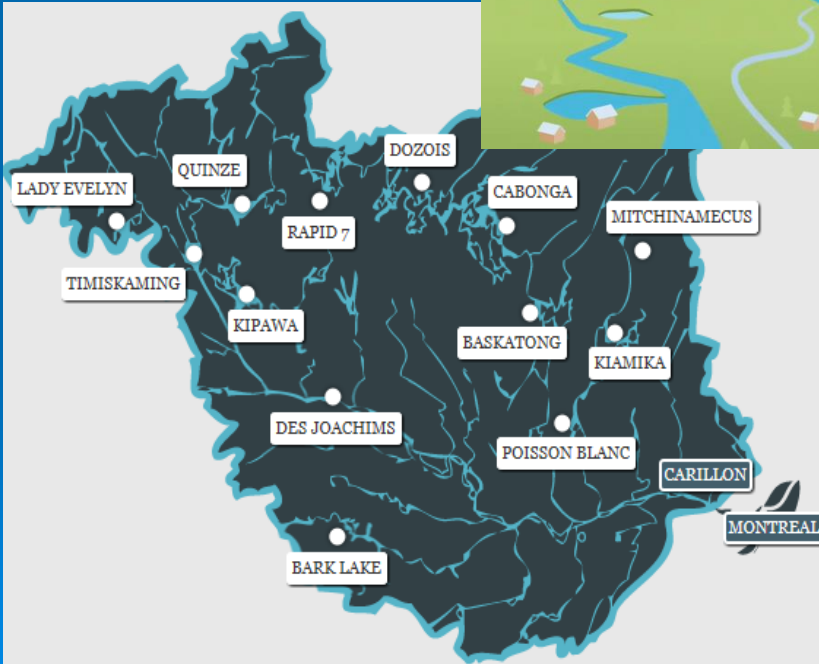 DOZOIS
QUINZE
LADY EVELYN
CABONGA
MITCHINAMECUS
RAPID 7
TIMISKAMING
KIPAWA
BASKATONG
KIAMIKA
DES JOACHIMS
POISSON BLANC
CARILLON
MONTREAL
BARK LAKE